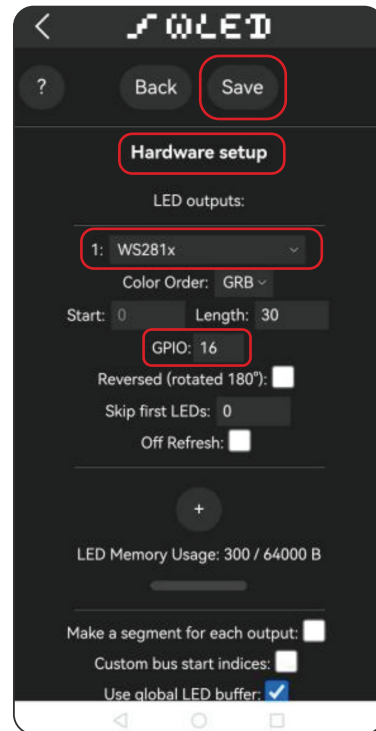 WLED
? Back Save
Hardware setup
LED outputs:
1: WS281x
Color Order: GRB
Start: 0 Length: 30
GPIO: 16
Reversed (rotated 180°):
Skip first LEDs: 0
Off Refresh:
+
LED Memory Usage: 300 / 64000 B
Make a segment for each output:
Custom bus start indices:
Use global LED buffer: